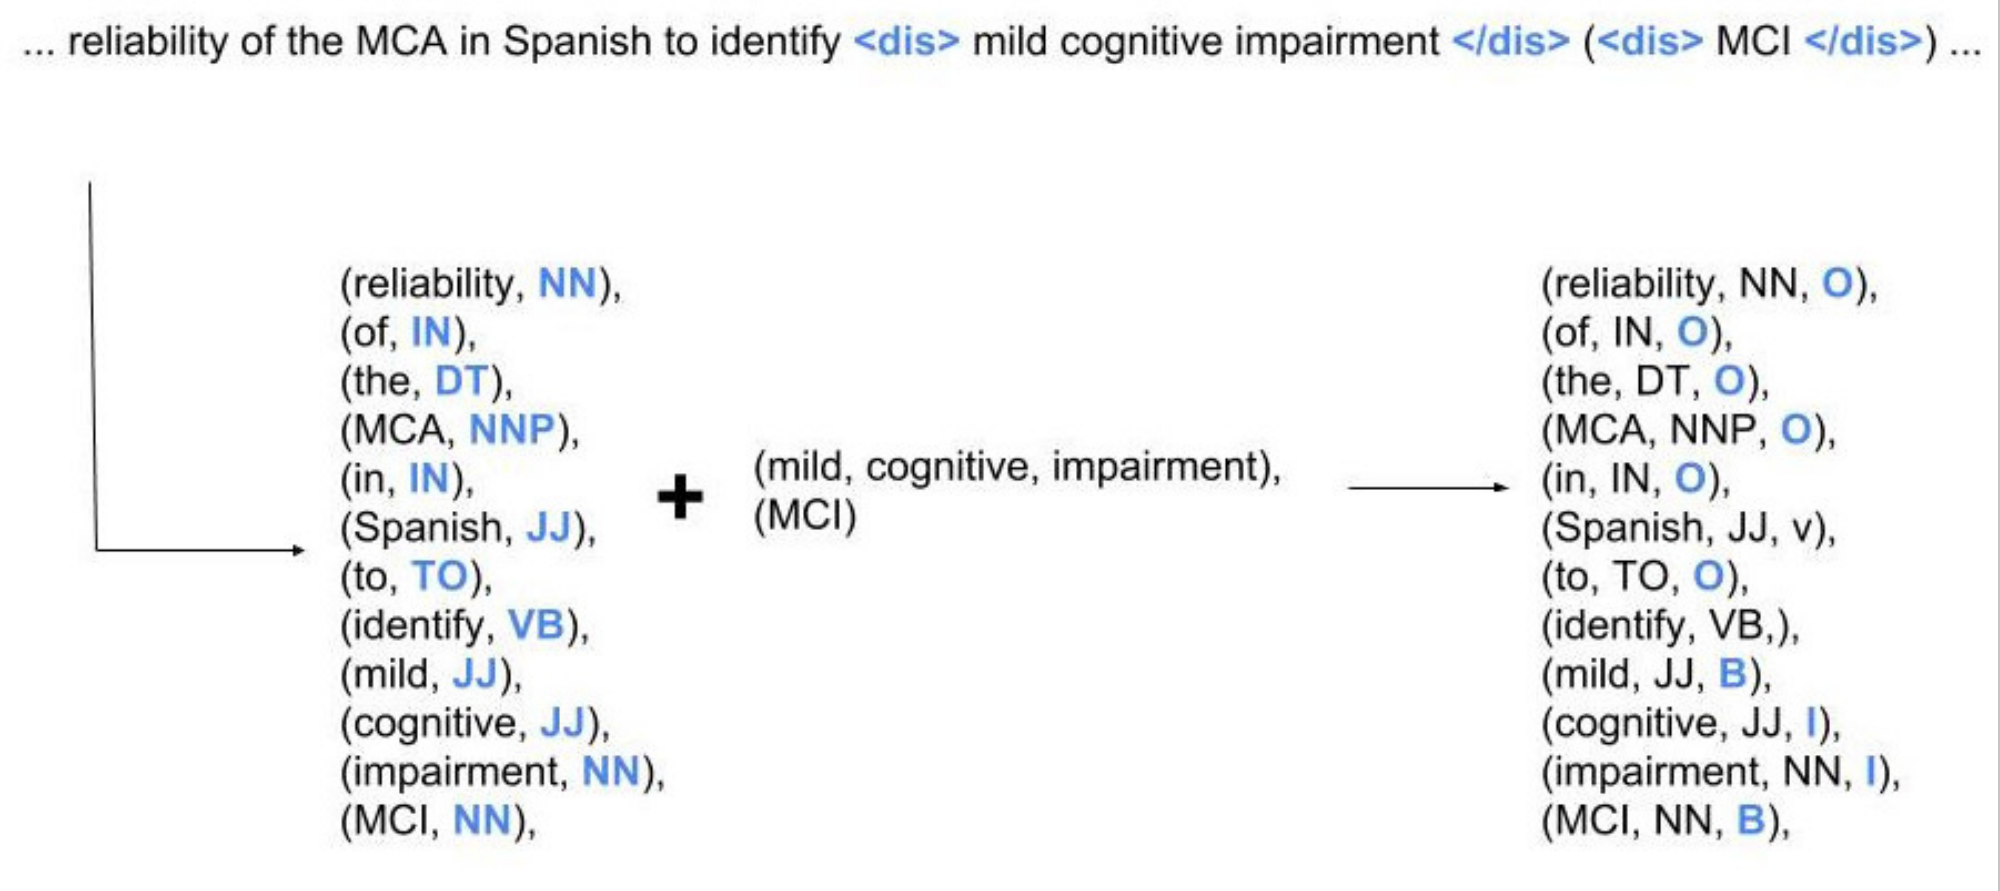 ... reliability of the MCA in Spanish to identify <dis> mild cognitive impairment </dis> (<dis> MCI </dis>) ...
(reliability, NN),
(of, IN),
(the, DT),
(MCA, NNP),
(in, IN),
(Spanish, JJ),
(to, TO),
(identify, VB),
(mild, JJ),
(cognitive, JJ),
(impairment, NN),
(MCI, NN),
+
(mild, cognitive, impairment),
(MCI)
(reliability, NN, O),
(of, IN, O),
(the, DT, O),
(MCA, NNP, O),
(in, IN, O),
(Spanish, JJ, v),
(to, TO, O),
(identify, VB,),
(mild, JJ, B),
(cognitive, JJ, I),
(impairment, NN, I),
(MCI, NN, B),